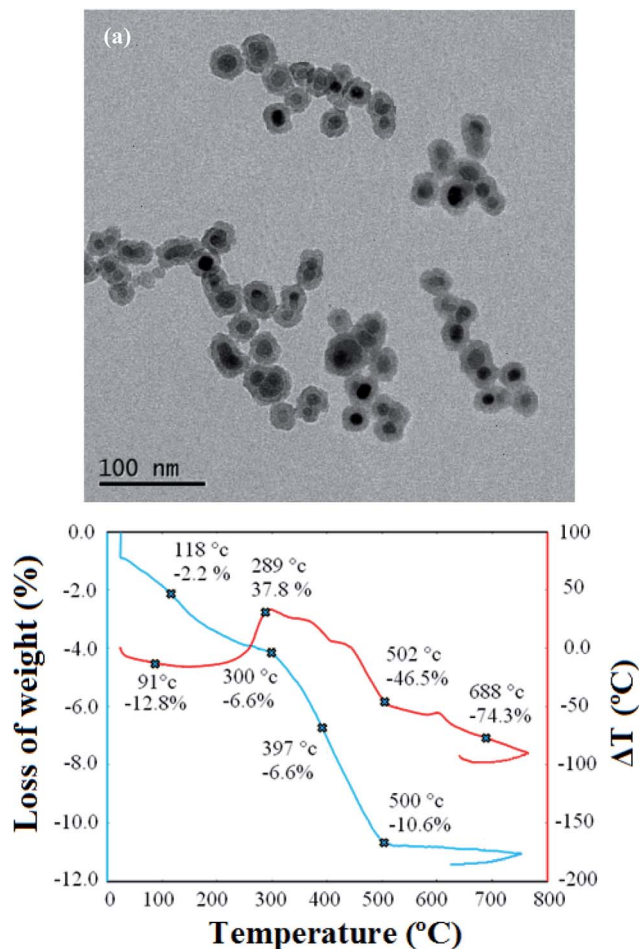 (a)
100 nm
0.0
-2.0
-4.0
-6.0
-8.0
-10.0
-12.0
Loss of weight (%)
118 °c
-2.2 %
289 °c
37.8 %
91°c
-12.8%
300 °c
-6.6%
397 °c
-6.6%
502 °c
-46.5%
688 °c
-74.3%
500 °c
-10.6%
100
50
0.0
-50
-100
-150
-200
ΔT (ºC)
0 100 200 300 400 500 600 700 800
Temperature (ºC)